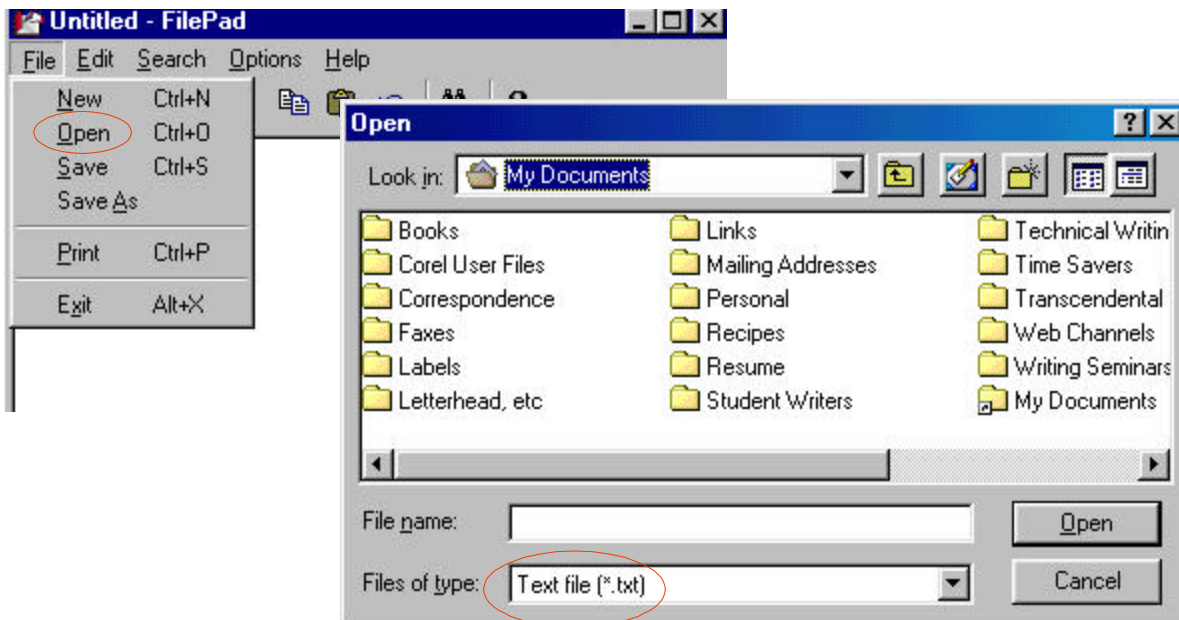 Untitled - FilePad
File Edit Search Options Help
New Ctrl+N
Open Ctrl+O
Save Ctrl+S
Save As
Print Ctrl+P
Exit Alt+X
Open
Look in: My Documents
Books Links Technical Writin
Corel User Files Mailing Addresses Time Savers
Correspondence Personal Transcendental
Faxes Recipes Web Channels
Labels Resume Writing Seminars
Letterhead, etc Student Writers My Documents
File name: Open
Files of type: Text file (*.txt) Cancel